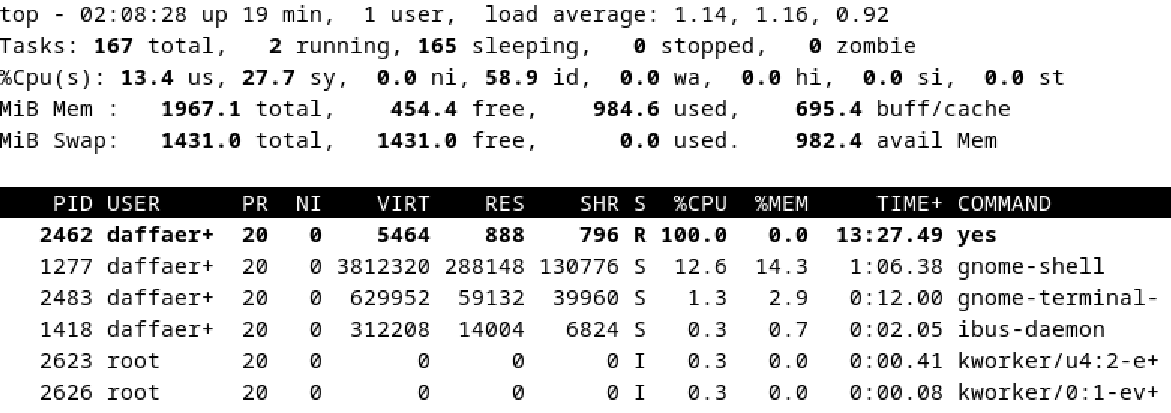 top - 02:08:28 up 19 min,  1 user,  load average: 1.14, 1.16, 0.92
Tasks: 167 total,   2 running, 165 sleeping,   0 stopped,   0 zombie
%Cpu(s): 13.4 us, 27.7 sy,  0.0 ni, 58.9 id,  0.0 wa,  0.0 hi,  0.0 si,  0.0 st
MiB Mem :   1967.1 total,    454.4 free,    984.6 used,    695.4 buff/cache
MiB Swap:   1431.0 total,   1431.0 free,      0.0 used.    982.4 avail Mem
    PID USER      PR  NI    VIRT    RES    SHR S  %CPU  %MEM     TIME+ COMMAND
   2462 daffaer+  20   0    5464    888    796 R 100.0   0.0  13:27.49 yes
   1277 daffaer+  20   0 3812320 288148 130776 S  12.6  14.3   1:06.38 gnome-shell
   2483 daffaer+  20   0  629952  59132  39960 S   1.3   2.9   0:12.00 gnome-terminal-
   1418 daffaer+  20   0  312208  14004   6824 S   0.3   0.7   0:02.05 ibus-daemon
   2623 root      20   0       0      0      0 I   0.3   0.0   0:00.41 kworker/u4:2-e+
   2626 root      20   0       0      0      0 I   0.3   0.0   0:00.08 kworker/0:1-ev+